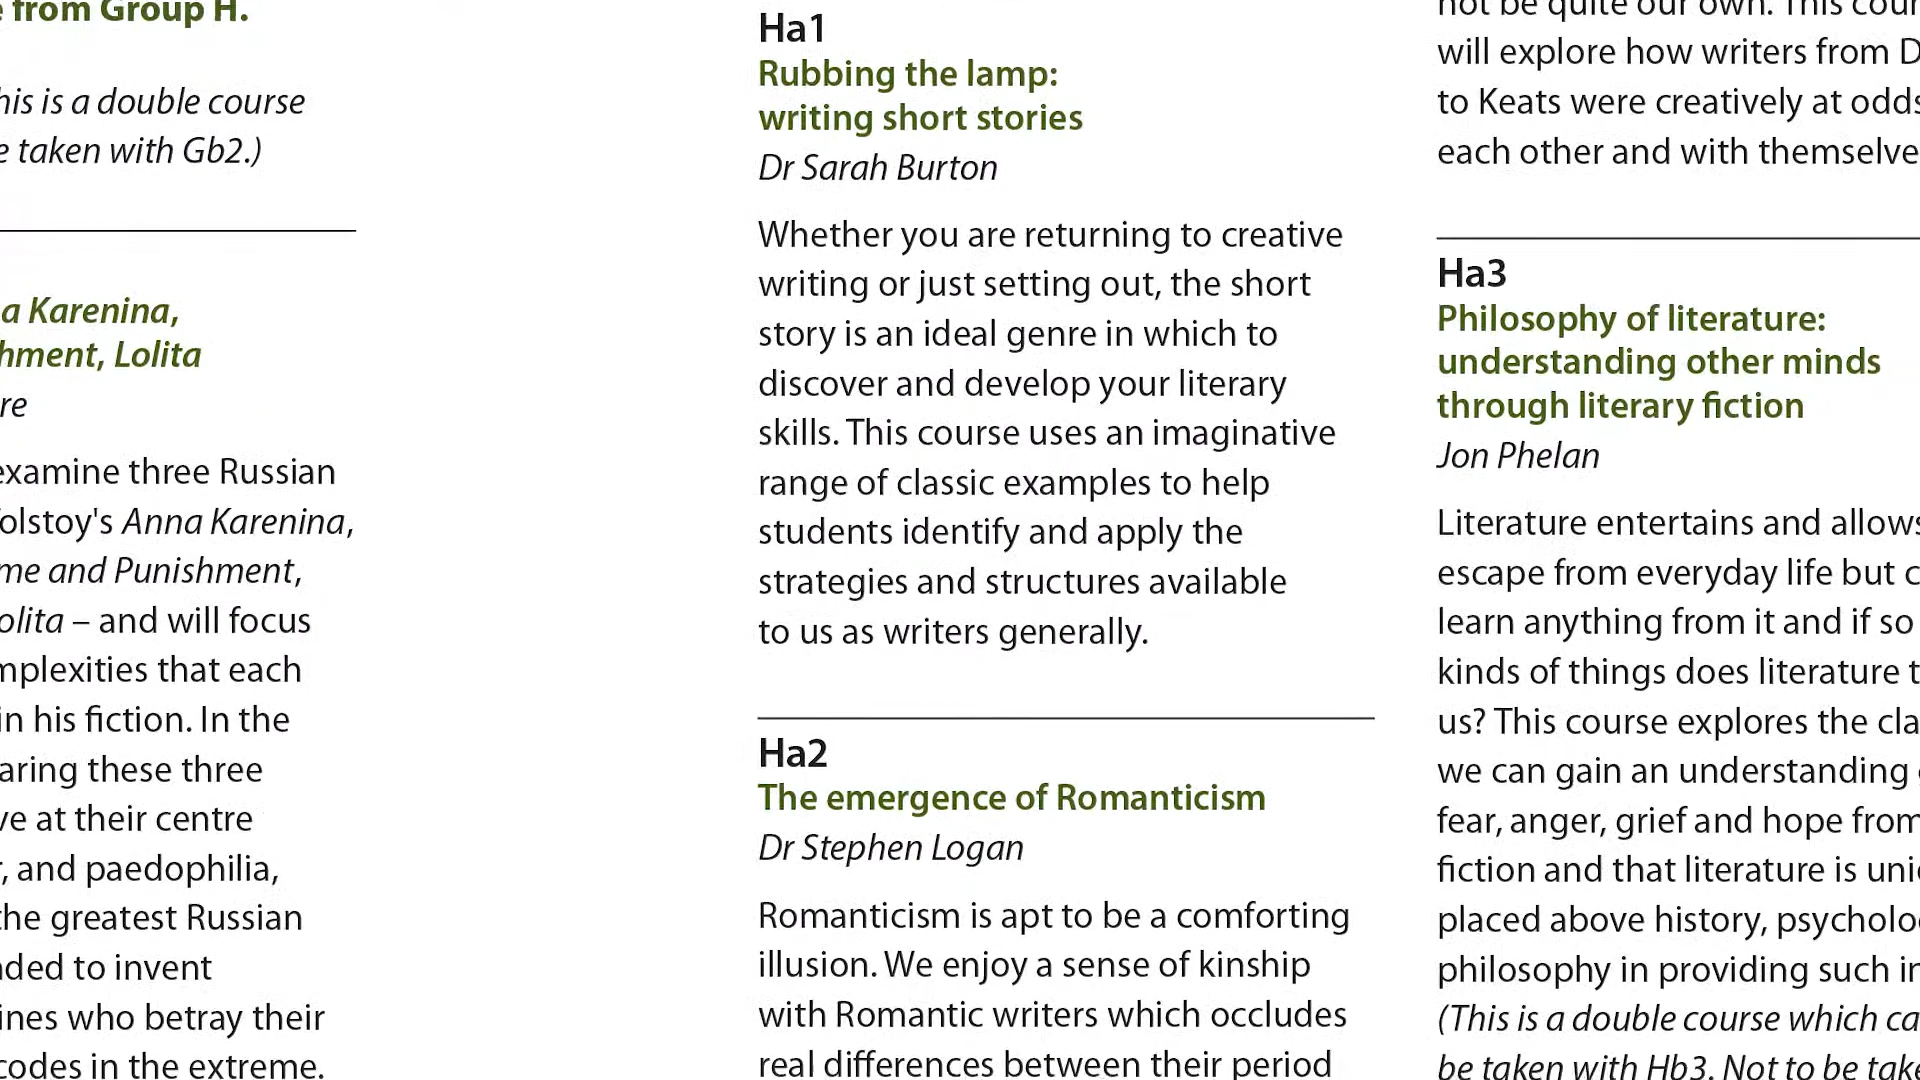 from Group H.
his is a double course
taken with Gb2.)
Karenina,
Lolita
examine three Russian
Anna Karenina,
and Punishment,
– and will focus
that each
in his fiction. In the
these three
at their centre
and paedophilia,
the greatest Russian
to invent
who betray their
codes in the extreme.
Ha1
Rubbing the lamp:
writing short stories
Dr Sarah Burton
Whether you are returning to creative
writing or just setting out, the short
story is an ideal genre in which to
discover and develop your literary
skills. This course uses an imaginative
range of classic examples to help
students identify and apply the
strategies and structures available
to us as writers generally.
Ha2
The emergence of Romanticism
Dr Stephen Logan
Romanticism is apt to be a comforting
illusion. We enjoy a sense of kinship
with Romantic writers which occludes
real differences between their period
not be quite our own. This cour
will explore how writers from D
to Keats were creatively at odds
each other and with themselve
Ha3
Philosophy of literature:
understanding other minds
through literary fiction
Jon Phelan
Literature entertains and allows
escape from everyday life but c
learn anything from it and if so
kinds of things does literature t
us? This course explores the cla
we can gain an understanding
fear, anger, grief and hope from
fiction and that literature is uni
placed above history, psycholo
philosophy in providing such in
(This is a double course which ca
be taken with Hb3. Not to be take